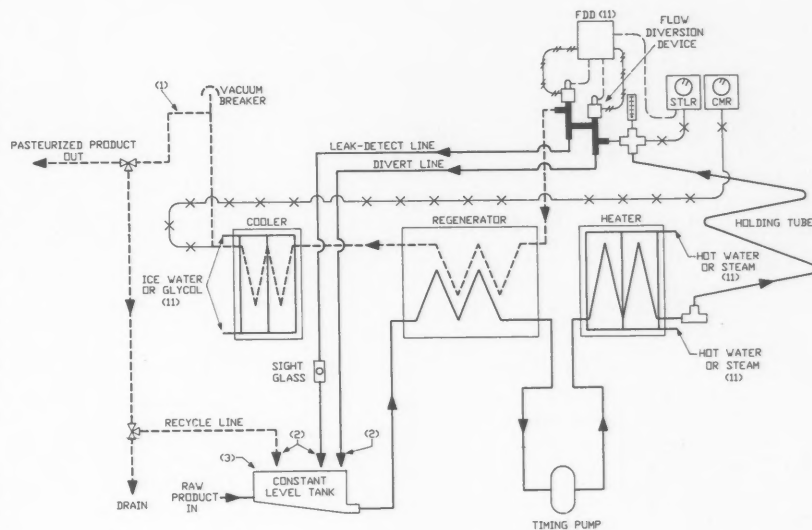 FDD (11)
FLOW
DIVERSION
DEVICE
(1)
VACUUM
BREAKER
STLR
CMR
PASTEURIZED PRODUCT
OUT
LEAK-DETECT LINE
DIVERT LINE
COOLER
REGENERATOR
HEATER
HOLDING TUBE
ICE WATER
OR GLYCOL
(11)
HOT WATER
OR STEAM
(11)
HOT WATER
OR STEAM
(11)
SIGHT
GLASS
RECYCLE LINE
(2)
(2)
(3)
CONSTANT
LEVEL TANK
RAW
PRODUCT
IN
DRAIN
TIMING PUMP